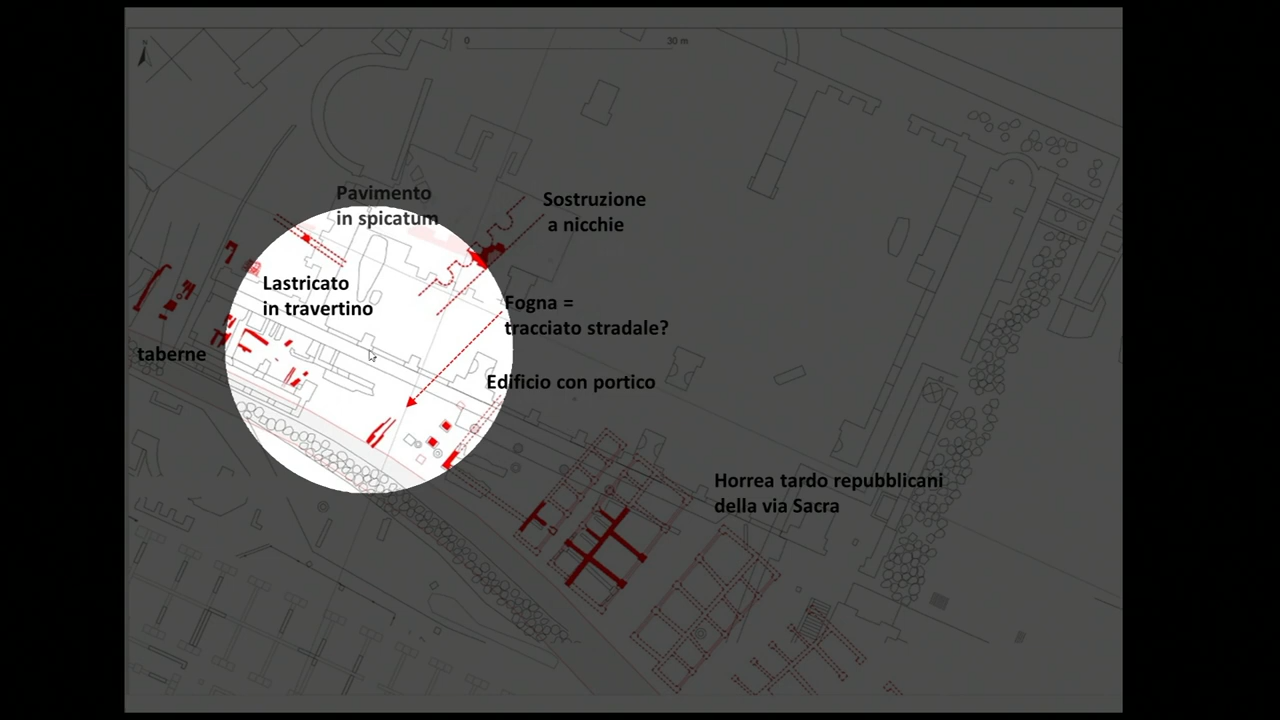 N
0 30 m
Pavimento
in spicatum
Sostruzione
a nicchie
Lastricato
in travertino
Fogna =
tracciato stradale?
taberne
Edificio con portico
Horrea tardo repubblicani
della via Sacra